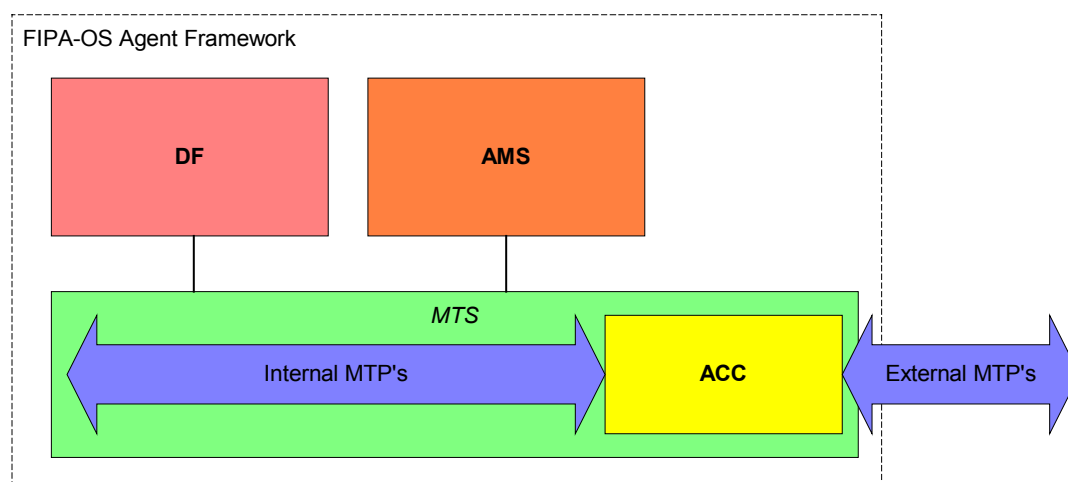 FIPA-OS Agent Framework
DF
AMS
MTS
Internal MTP's
ACC
External MTP's